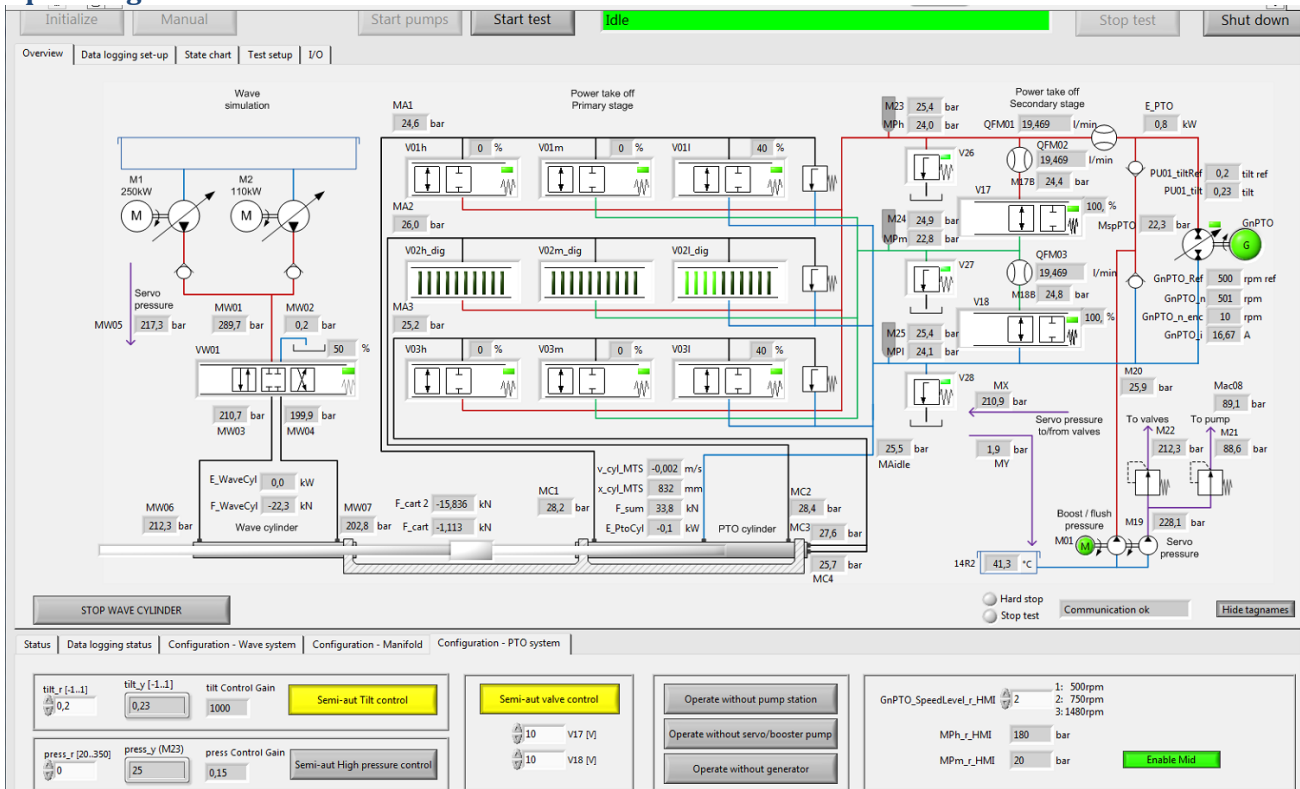 Initialize
Manual
Start pumps
Start test
Idle
Stop test
Shut down
Overview
Data logging set-up
State chart
Test setup
I/O
Wave
simulation
Power take off
Primary stage
Power take off
Secondary stage
M1
250kW
M
M2
110kW
M
Servo
pressure
MW05 217,3 bar
MW01
289,7 bar
MW02
0,2 bar
VW01
50 %
210,7 bar
MW03
199,9 bar
MW04
MA1
24,6 bar
V01h 0 %
V01m 0 %
V01l 40 %
MA2
26,0 bar
V02h_dig
V02m_dig
V02l_dig
MA3
25,2 bar
V03h 0 %
V03m 0 %
V03l 40 %
M23 25,4 bar
MPh 24,0 bar
V26
M24 24,9 bar
MPm 22,8 bar
V27
M25 25,4 bar
MPl 24,1 bar
V28
QFM01 19,469 l/min
QFM02
19,469 l/min
M17B 24,4 bar
V17
100, %
QFM03
19,469 l/min
M18B 24,8 bar
V18
100, %
E_PTO
0,8 kW
PU01_tiltRef 0,2 tilt ref
PU01_tilt 0,23 tilt
MspPTO 22,3 bar
GnPTO
G
GnPTO_Ref 500 rpm ref
GnPTO_n 501 rpm
GnPTO_n_enc 10 rpm
GnPTO_i 16,67 A
M20
25,9 bar
Mac08
89,1 bar
MX
210,9 bar
Servo pressure
to/from valves
1,9 bar
MY
25,5 bar
MAidle
To valves
M22
212,3 bar
To pump
M21
88,6 bar
Boost / flush
pressure
M01 M
M19 228,1 bar
Servo
pressure
14R2 41,3 °C
E_WaveCyl 0,0 kW
F_WaveCyl -22,3 kN
MW06
212,3 bar
Wave cylinder
MW07
202,8 bar
F_cart 2 -15,836 kN
F_cart -1,113 kN
v_cyl_MTS -0,002 m/s
x_cyl_MTS 832 mm
F_sum 33,8 kN
E_PtoCyl -0,1 kW
MC1
28,2 bar
MC2
28,4 bar
PTO cylinder
MC3 27,6 bar
25,7 bar
MC4
STOP WAVE CYLINDER
Hard stop
Stop test
Communication ok
Hide tagnames
Status
Data logging status
Configuration - Wave system
Configuration - Manifold
Configuration - PTO system
tilt_r [-1..1]
0,2
tilt_y [-1..1]
0,23
tilt Control Gain
1000
Semi-aut Tilt control
press_r [20..350]
0
press_y (M23)
25
press Control Gain
0,15
Semi-aut High pressure control
Semi-aut valve control
10 V17 [V]
10 V18 [V]
Operate without pump station
Operate without servo/booster pump
Operate without generator
GnPTO_SpeedLevel_r_HMI 2
1: 500rpm
2: 750rpm
3: 1480rpm
MPh_r_HMI 180 bar
MPm_r_HMI 20 bar
Enable Mid